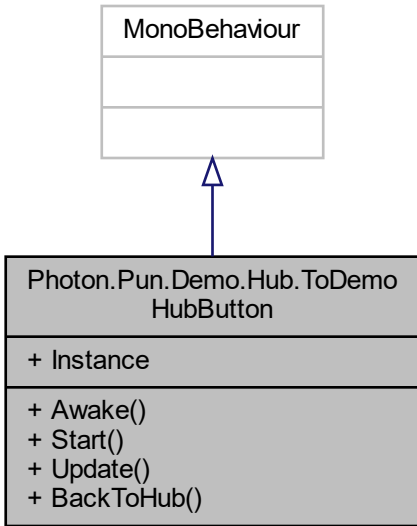 MonoBehaviour
Photon.Pun.Demo.Hub.ToDemo
HubButton
+ Instance
+ Awake()
+ Start()
+ Update()
+ BackToHub()